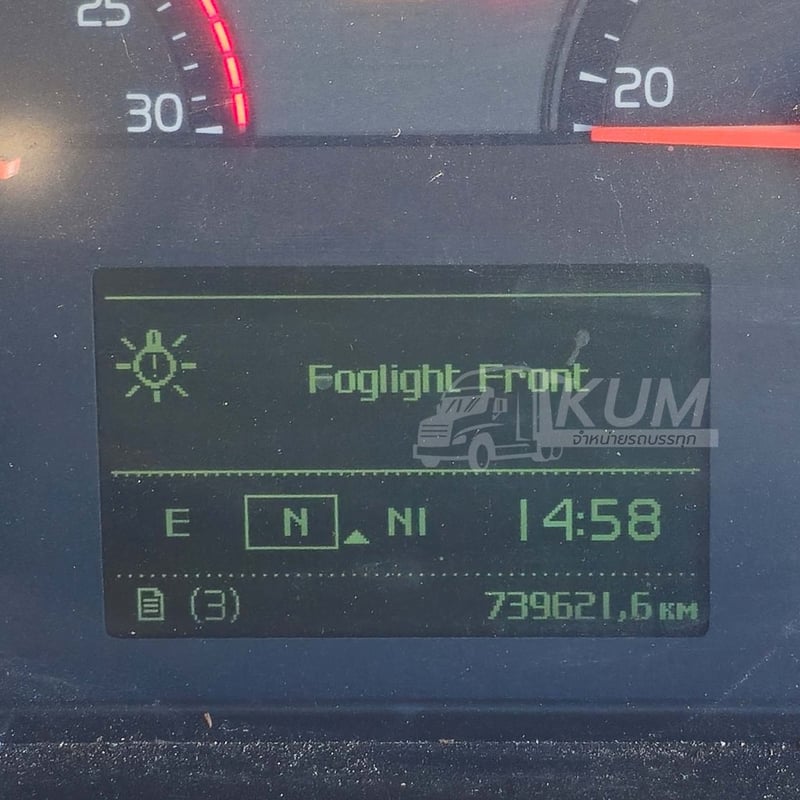 25
30
20
Foglight Front
KUM
จำหน่ายรถบรรทุก
E N NI 14:58
(3) 739621,6 км